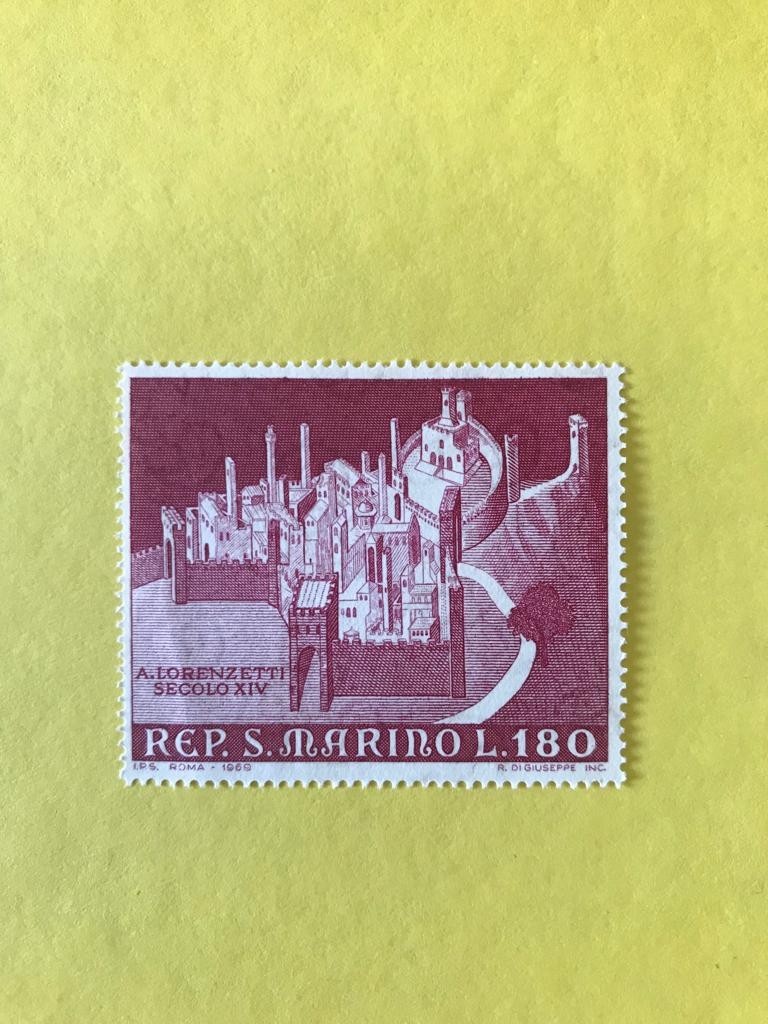 A. LORENZETTI
SECOLO XIV
REP. S. MARINO L. 180
I.P.S. ROMA - 1969
R. DI GIUSEPPE INC.